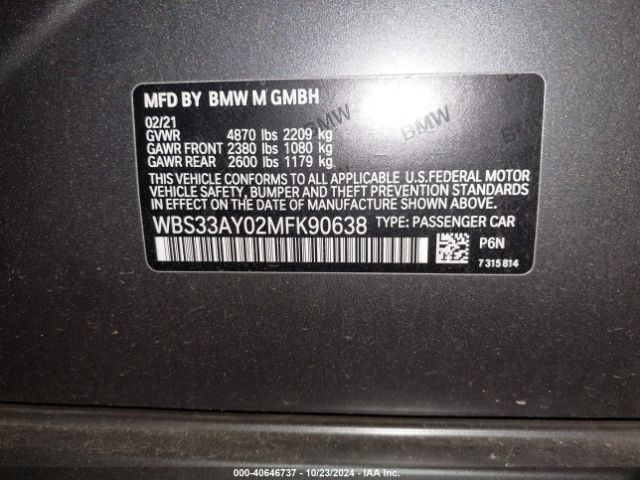 MFD BY BMW M GMBH
02/21
GVWR 4870 lbs 2209 kg
GAWR FRONT 2380 lbs 1080 kg
GAWR REAR 2600 lbs 1179 kg
THIS VEHICLE CONFORMS TO ALL APPLICABLE U.S.FEDERAL MOTOR
VEHICLE SAFETY, BUMPER AND THEFT PREVENTION STANDARDS
IN EFFECT ON THE DATE OF MANUFACTURE SHOWN ABOVE.
WBS33AY02MFK90638 TYPE: PASSENGER CAR
P6N
7 315 814
BMW
000-40646737 - 10/23/2024 - IAA Inc.